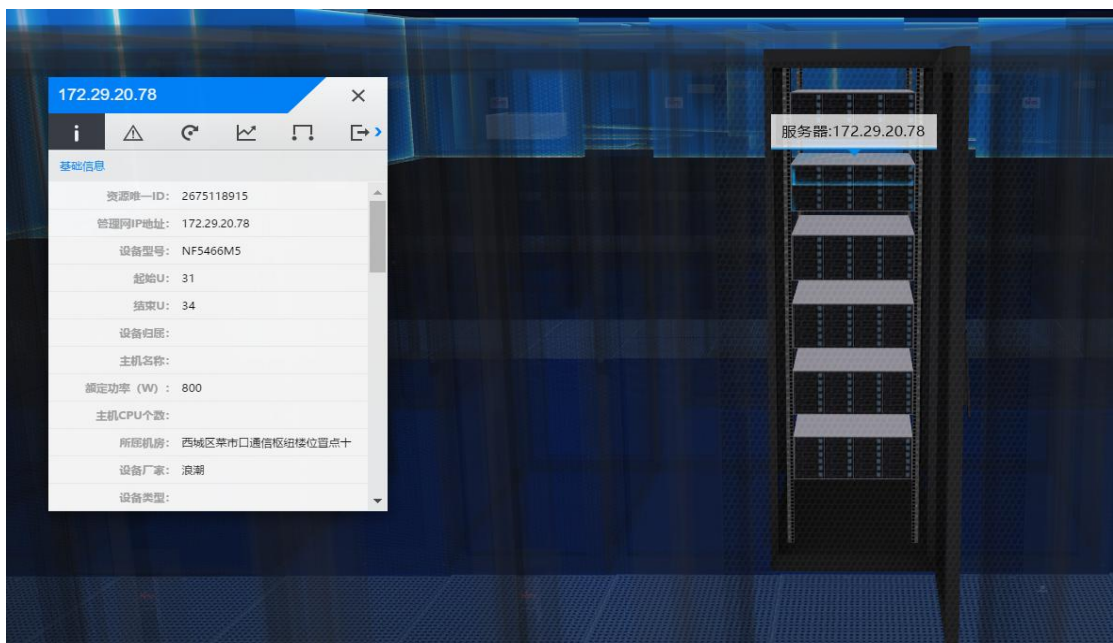 172.29.20.78
基础信息
资源唯一ID: 2675118915
管理网IP地址: 172.29.20.78
设备型号: NF5466M5
起始U: 31
结束U: 34
设备归属:
主机名称:
额定功率（W）: 800
主机CPU个数:
所属机房: 西城区菜市口通信枢纽楼位置点十
设备厂家: 浪潮
设备类型:
服务器:172.29.20.78